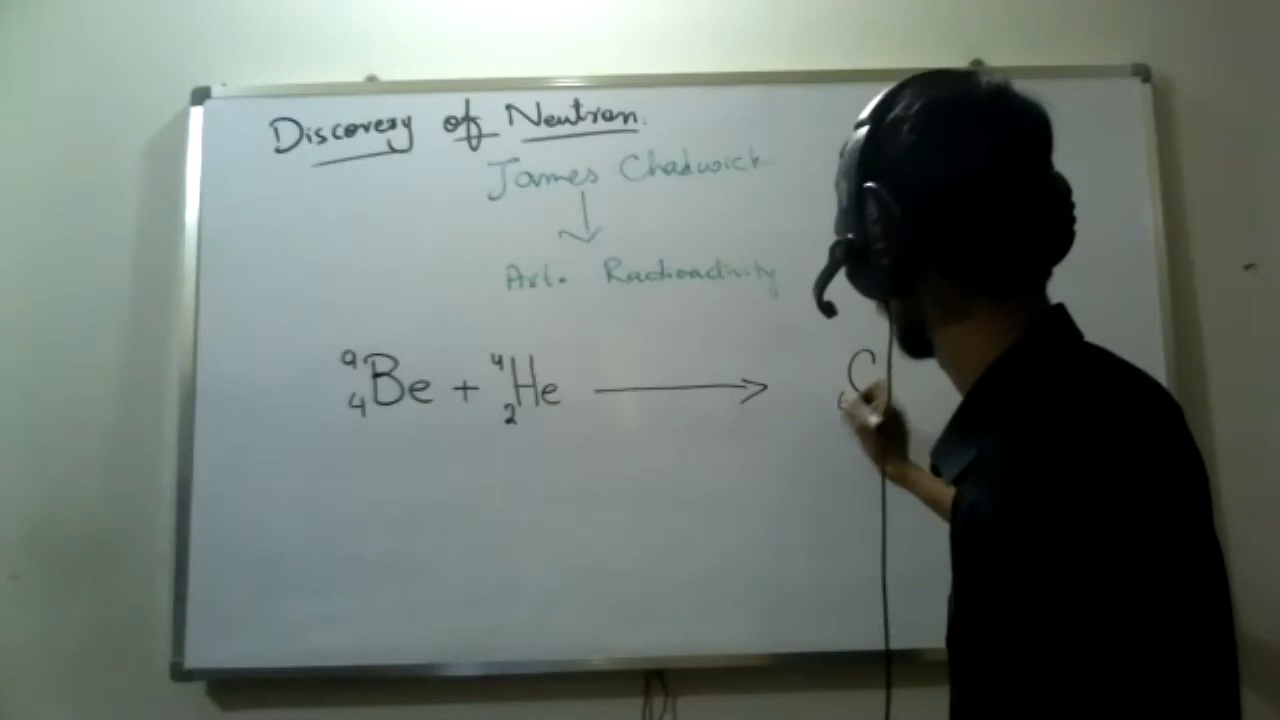 Discovery of Neutron.
James Chadwick
Art. Radioactivity
⁹₄Be + ⁴₂He ⟶ C